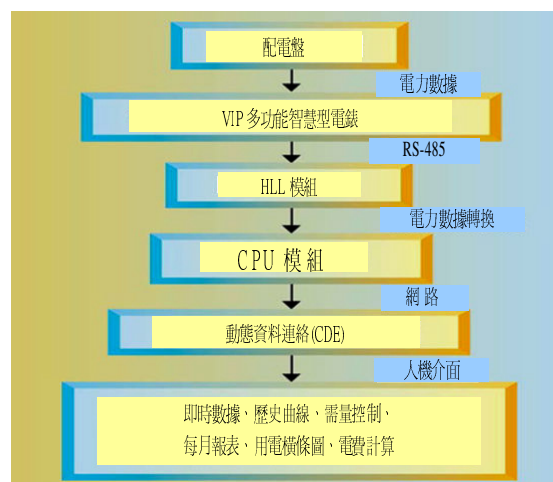 配電盤
電力數據
VIP 多功能智慧型電錶
RS-485
HLL 模組
電力數據轉換
CPU 模組
網路
動態資料連絡(CDE)
人機介面
即時數據、歷史曲線、需量控制、
每月報表、用電橫條圖、電費計算